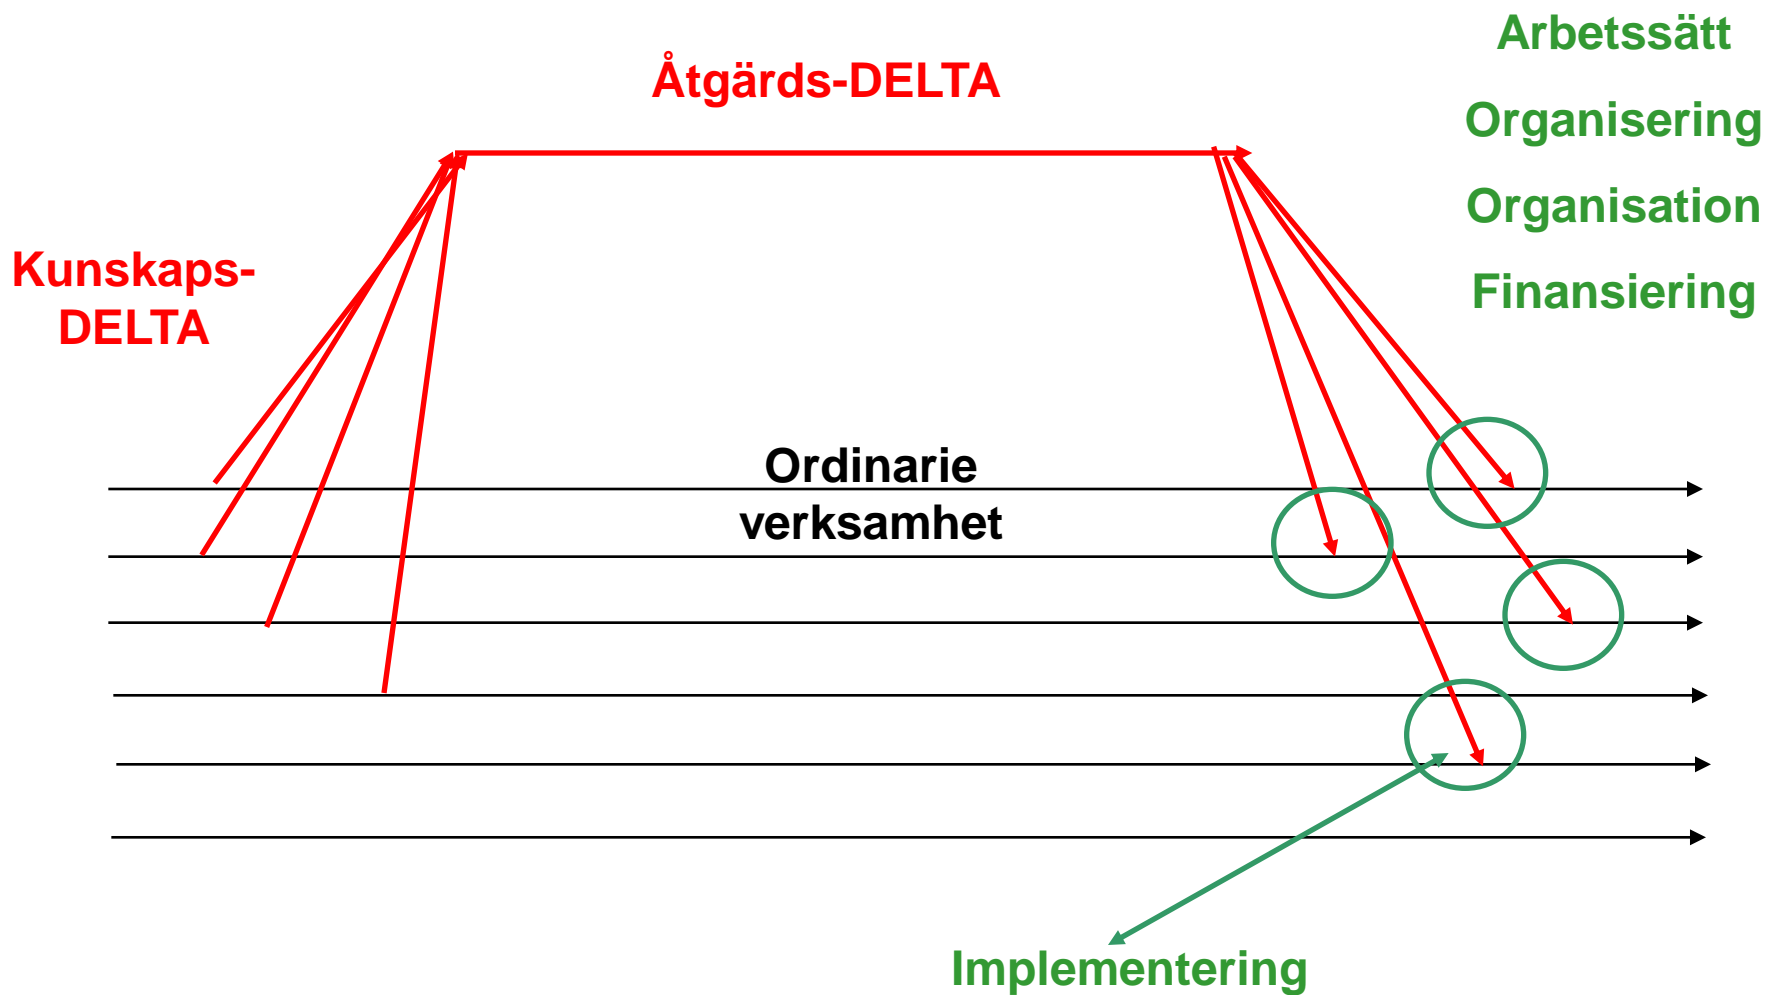 Arbetssätt
Åtgärds-DELTA
Organisering
Organisation
Kunskaps-
DELTA
Finansiering
Ordinarie
verksamhet
Implementering